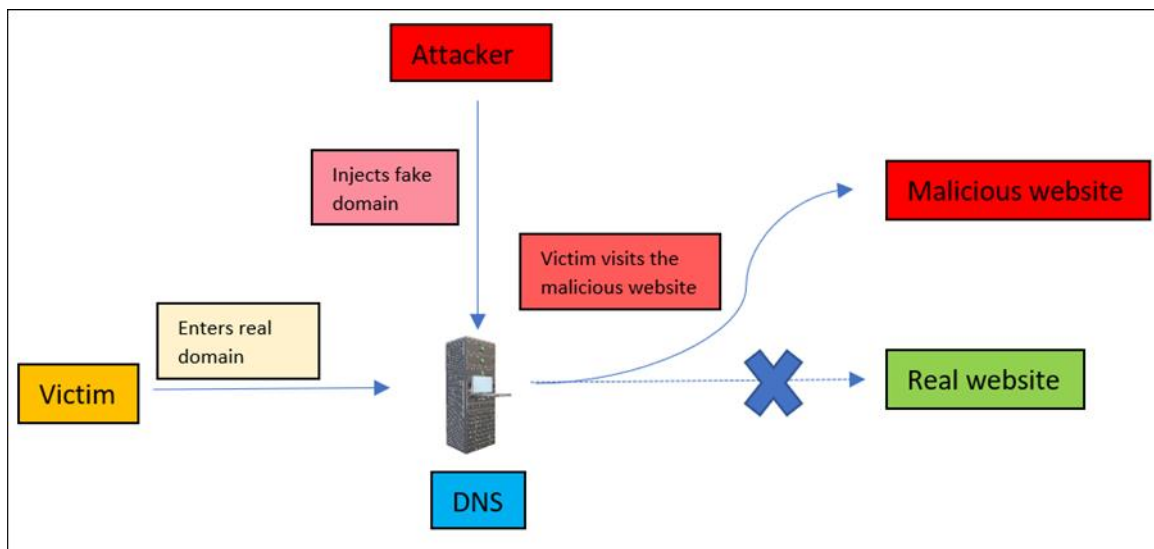 Attacker
Injects fake
domain
Malicious website
Victim visits the
malicious website
Enters real
domain
Victim
Real website
DNS